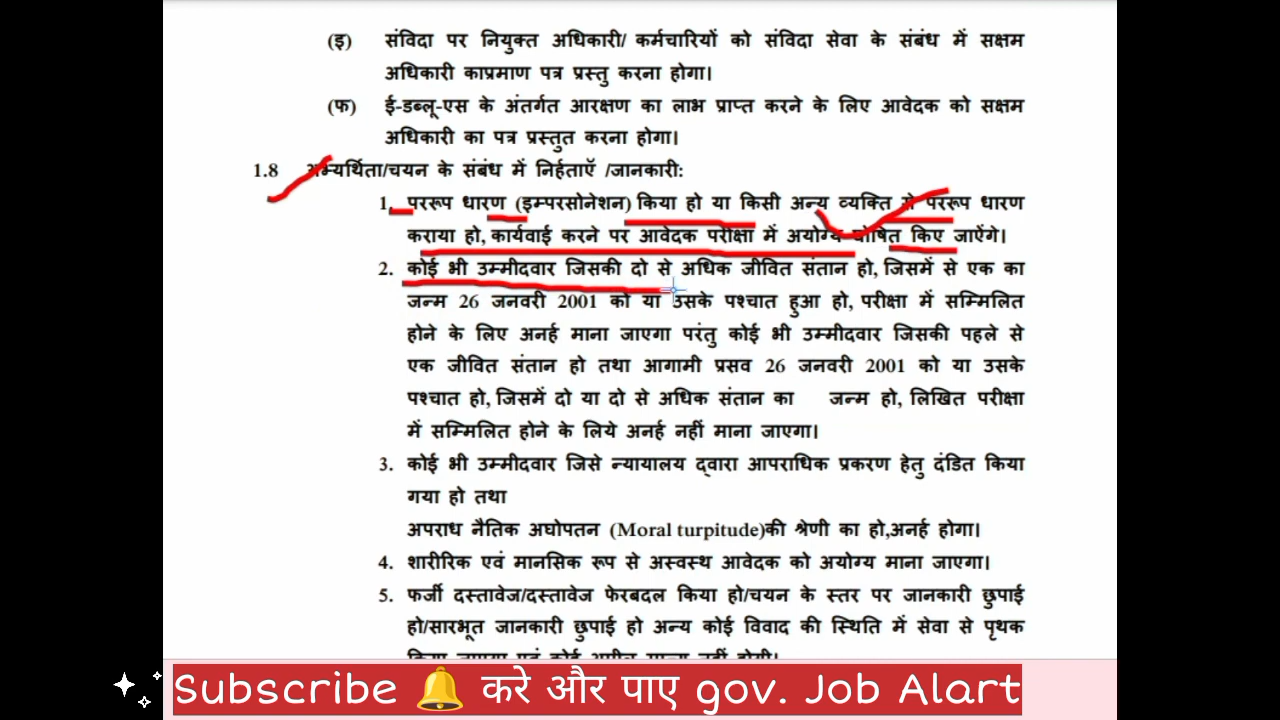 (इ) संविदा पर नियुक्त अधिकारी/ कर्मचारियों को संविदा सेवा के संबंध में सक्षम
अधिकारी काप्रमाण पत्र प्रस्तु करना होगा।
(फ) ई-डब्लू-एस के अंतर्गत आरक्षण का लाभ प्राप्त करने के लिए आवेदक को सक्षम
अधिकारी का पत्र प्रस्तुत करना होगा।
1.8 अभ्यर्थिता/चयन के संबंध में निर्हताएँ /जानकारी:
1. पररूप धारण (इम्परसोनेशन) किया हो या किसी अन्य व्यक्ति से पररूप धारण
कराया हो, कार्यवाई करने पर आवेदक परीक्षा में अयोग्य घोषित किए जाऐंगे।
2. कोई भी उम्मीदवार जिसकी दो से अधिक जीवित संतान हो, जिसमें से एक का
जन्म 26 जनवरी 2001 को या उसके पश्चात हुआ हो, परीक्षा में सम्मिलित
होने के लिए अनर्ह माना जाएगा परंतु कोई भी उम्मीदवार जिसकी पहले से
एक जीवित संतान हो तथा आगामी प्रसव 26 जनवरी 2001 को या उसके
पश्चात हो, जिसमें दो या दो से अधिक संतान का जन्म हो, लिखित परीक्षा
में सम्मिलित होने के लिये अनर्ह नहीं माना जाएगा।
3. कोई भी उम्मीदवार जिसे न्यायालय द्वारा आपराधिक प्रकरण हेतु दंडित किया
गया हो तथा
अपराध नैतिक अघोपतन (Moral turpitude)की श्रेणी का हो,अनर्ह होगा।
4. शारीरिक एवं मानसिक रूप से अस्वस्थ आवेदक को अयोग्य माना जाएगा।
5. फर्जी दस्तावेज/दस्तावेज फेरबदल किया हो/चयन के स्तर पर जानकारी छुपाई
हो/सारभूत जानकारी छुपाई हो अन्य कोई विवाद की स्थिति में सेवा से पृथक
Subscribe 🔔 करे और पाए gov. Job Alart